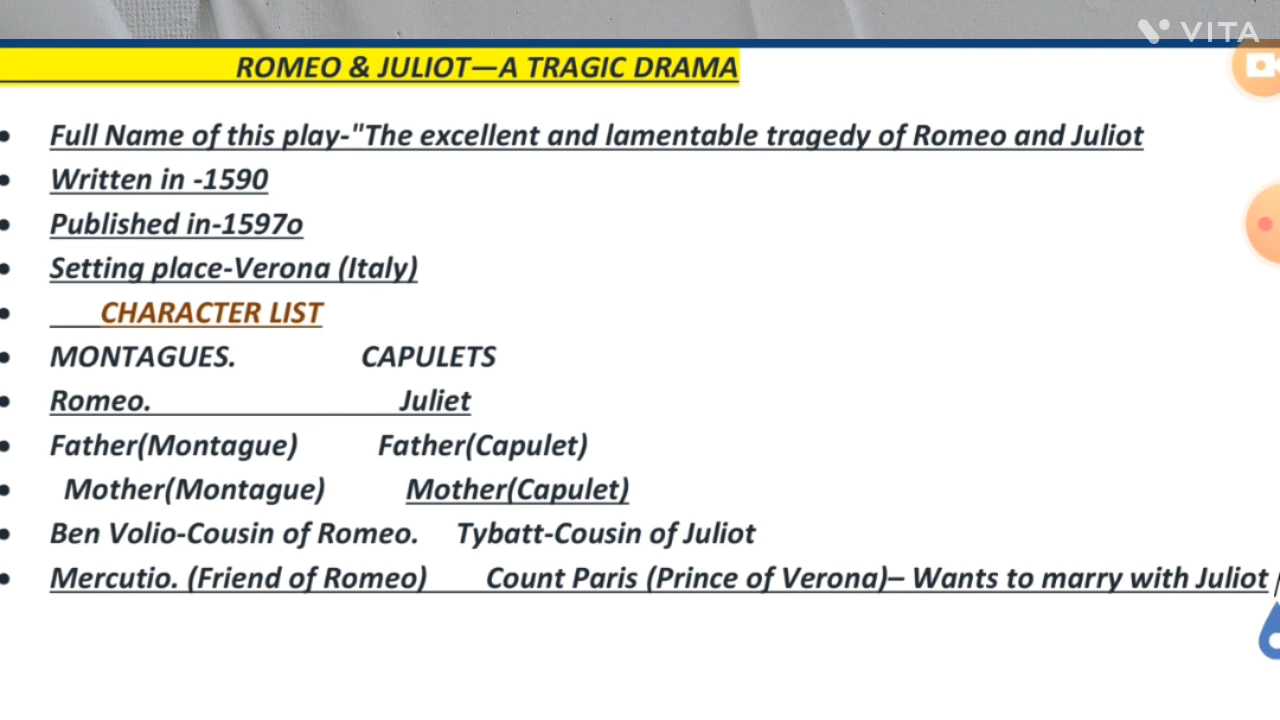 VITA
ROMEO & JULIOT—A TRAGIC DRAMA
Full Name of this play-"The excellent and lamentable tragedy of Romeo and Juliot
Written in -1590
Published in-1597o
Setting place-Verona (Italy)
CHARACTER LIST
MONTAGUES. CAPULETS
Romeo. Juliet
Father(Montague) Father(Capulet)
Mother(Montague) Mother(Capulet)
Ben Volio-Cousin of Romeo. Tybatt-Cousin of Juliot
Mercutio. (Friend of Romeo) Count Paris (Prince of Verona)– Wants to marry with Juliot